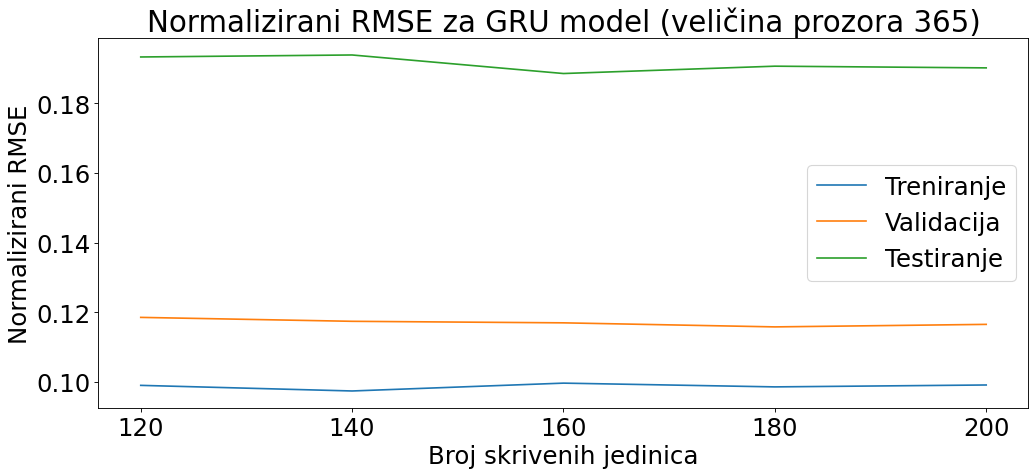 Normalizirani RMSE za GRU model (veličina prozora 365)
Normalizirani RMSE
0.18
0.16
0.14
0.12
0.10
Treniranje
Validacija
Testiranje
120 140 160 180 200
Broj skrivenih jedinica